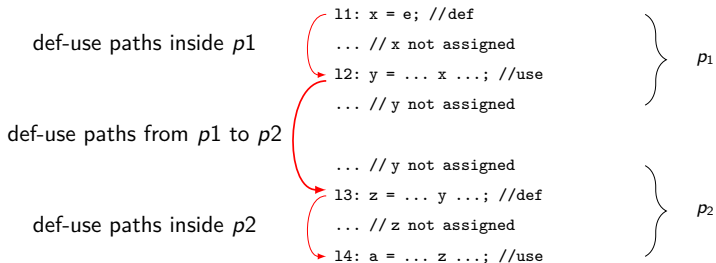 l1: x = e; //def
def-use paths inside p1
... // x not assigned
p1
l2: y = ... x ...; //use
... // y not assigned
def-use paths from p1 to p2
... // y not assigned
l3: z = ... y ...; //def
p2
def-use paths inside p2
... // z not assigned
l4: a = ... z ...; //use